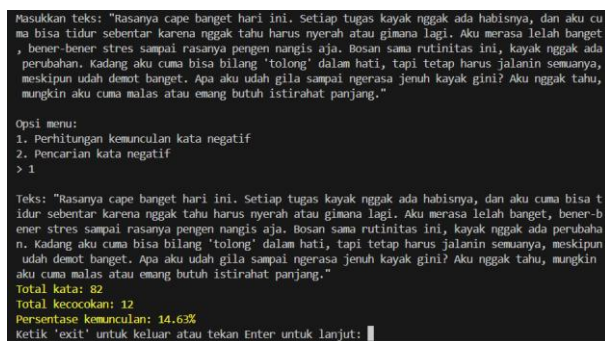 Masukkan teks: "Rasanya cape banget hari ini. Setiap tugas kayak nggak ada habisnya, dan aku cu
ma bisa tidur sebentar karena nggak tahu harus nyerah atau gimana lagi. Aku merasa lelah banget
, bener-bener stres sampai rasanya pengen nangis aja. Bosan sama rutinitas ini, kayak nggak ada
perubahan. Kadang aku cuma bisa bilang 'tolong' dalam hati, tapi tetap harus jalanin semuanya,
meskipun udah demot banget. Apa aku udah gila sampai ngerasa jenuh kayak gini? Aku nggak tahu,
mungkin aku cuma malas atau emang butuh istirahat panjang."
Opsi menu:
1. Perhitungan kemunculan kata negatif
2. Pencarian kata negatif
> 1
Teks: "Rasanya cape banget hari ini. Setiap tugas kayak nggak ada habisnya, dan aku cuma bisa t
idur sebentar karena nggak tahu harus nyerah atau gimana lagi. Aku merasa lelah banget, bener-b
ener stres sampai rasanya pengen nangis aja. Bosan sama rutinitas ini, kayak nggak ada perubaha
n. Kadang aku cuma bisa bilang 'tolong' dalam hati, tapi tetap harus jalanin semuanya, meskipun
udah demot banget. Apa aku udah gila sampai ngerasa jenuh kayak gini? Aku nggak tahu, mungkin
aku cuma malas atau emang butuh istirahat panjang."
Total kata: 82
Total kecocokan: 12
Persentase kemunculan: 14.63%
Ketik 'exit' untuk keluar atau tekan Enter untuk lanjut: